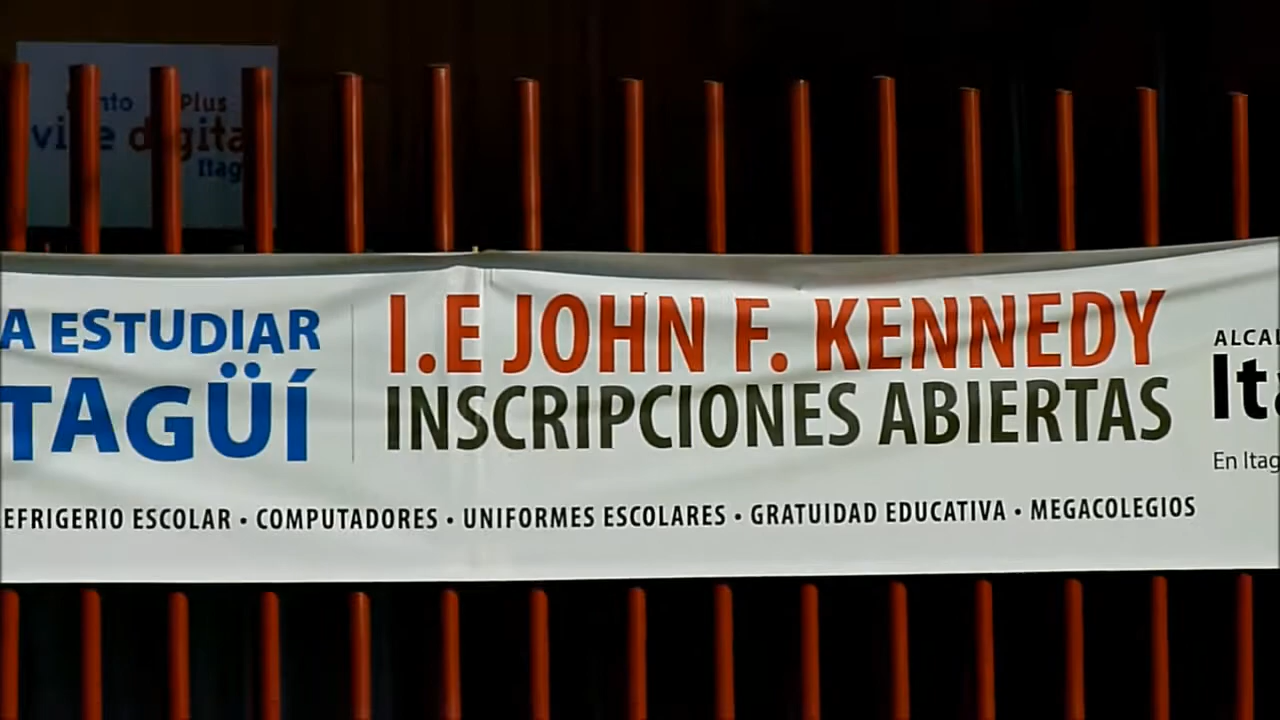 Plus
Itag
A ESTUDIAR
TAGÜÍ
I.E JOHN F. KENNEDY
INSCRIPCIONES ABIERTAS
EFRIGERIO ESCOLAR • COMPUTADORES • UNIFORMES ESCOLARES • GRATUIDAD EDUCATIVA • MEGACOLEGIOS
ALCAL
Ita
En Itag